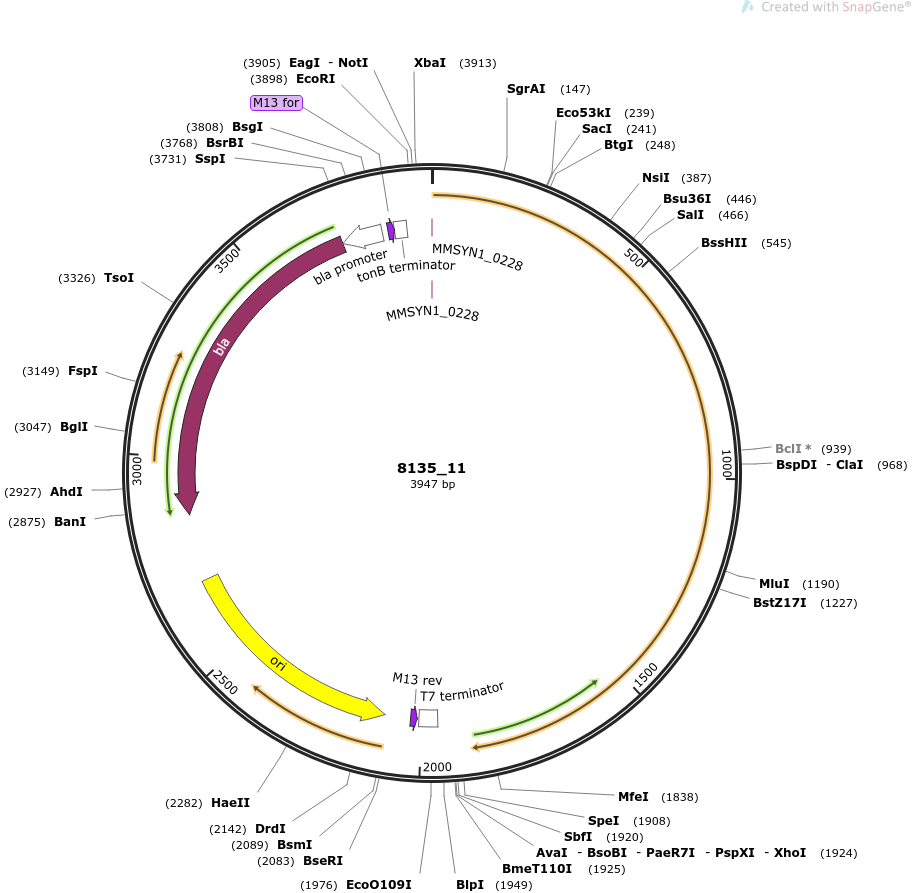 Created with SnapGene®
(3905) EagI - NotI
(3898) EcoRI
M13 for
(3808) BsgI
(3768) BsrBI
(3731) SspI
XbaI (3913)
SgrAI (147)
Eco53kI (239)
SacI (241)
BtgI (248)
NsiI (387)
Bsu36I (446)
SalI (466)
BssHII (545)
500
3500
bla promoter
tonB terminator
MMSYN1_0228
MMSYN1_0228
(3326) TsoI
bla
(3149) FspI
(3047) BglI
3000
(2927) AhdI
(2875) BanI
8135_11
3947 bp
BclI * (939)
1000
BspDI - ClaI (968)
MluI (1190)
BstZ17I (1227)
ori
2500
M13 rev
T7 terminator
1500
2000
(2282) HaeII
(2142) DrdI
(2089) BsmI
(2083) BseRI
(1976) EcoO109I
MfeI (1838)
SpeI (1908)
SbfI (1920)
AvaI - BsoBI - PaeR7I - PspXI - XhoI (1924)
BmeT110I (1925)
BlpI (1949)